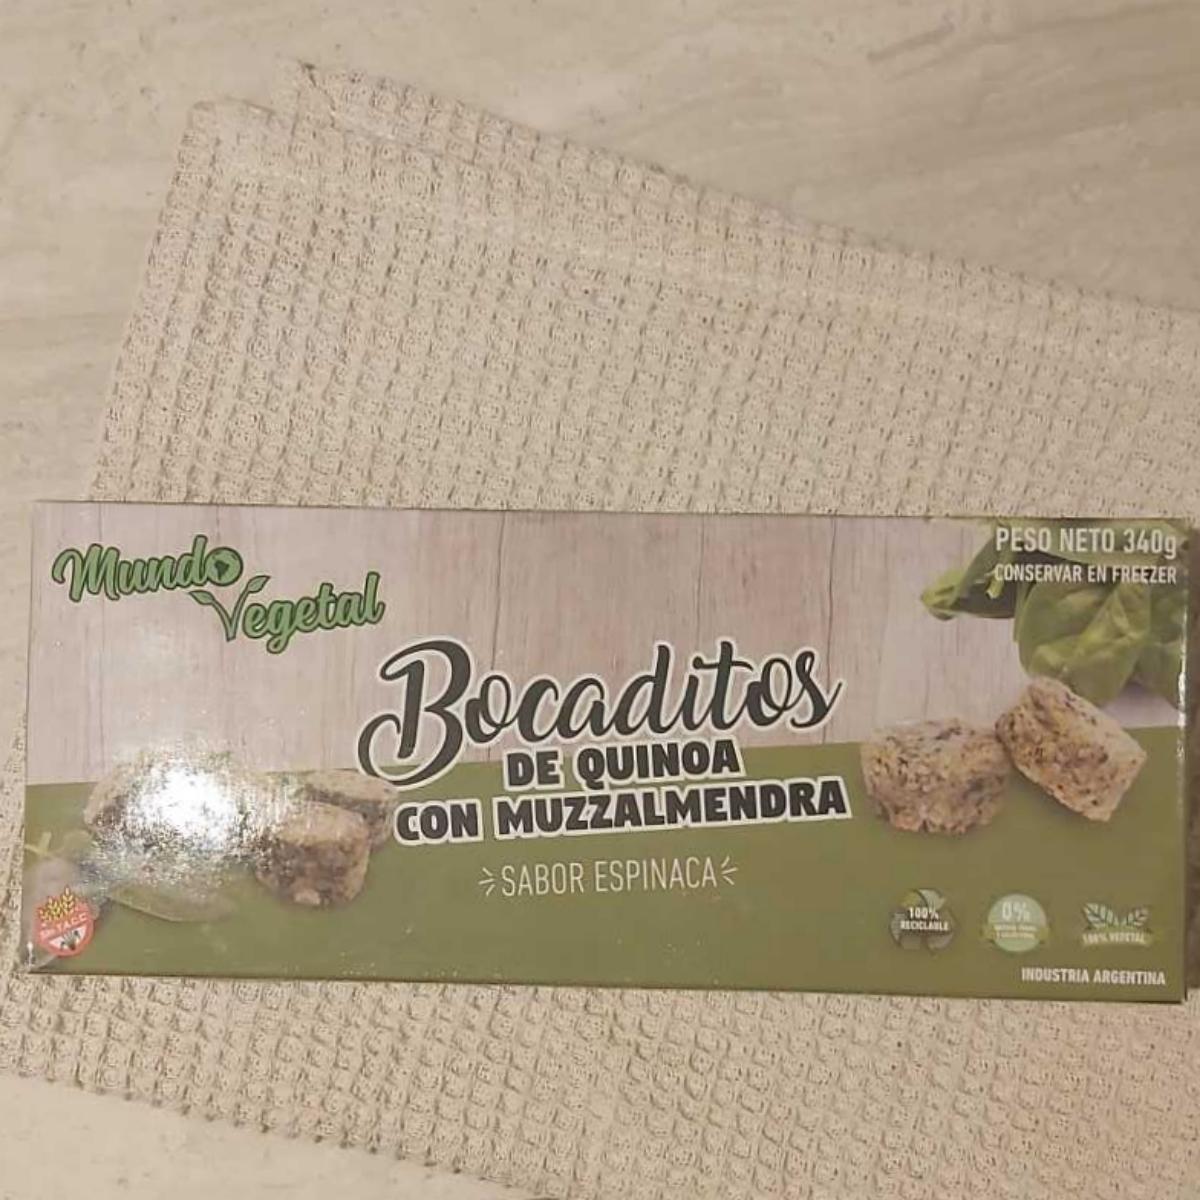 Mundo
Vegetal
PESO NETO 340g
CONSERVAR EN FREEZER
Bocaditos
DE QUINOA
CON MUZZALMENDRA
SABOR ESPINACA
SIN T.A.C.C.
100%
RECICLABLE
0%
100% VEGETAL
INDUSTRIA ARGENTINA